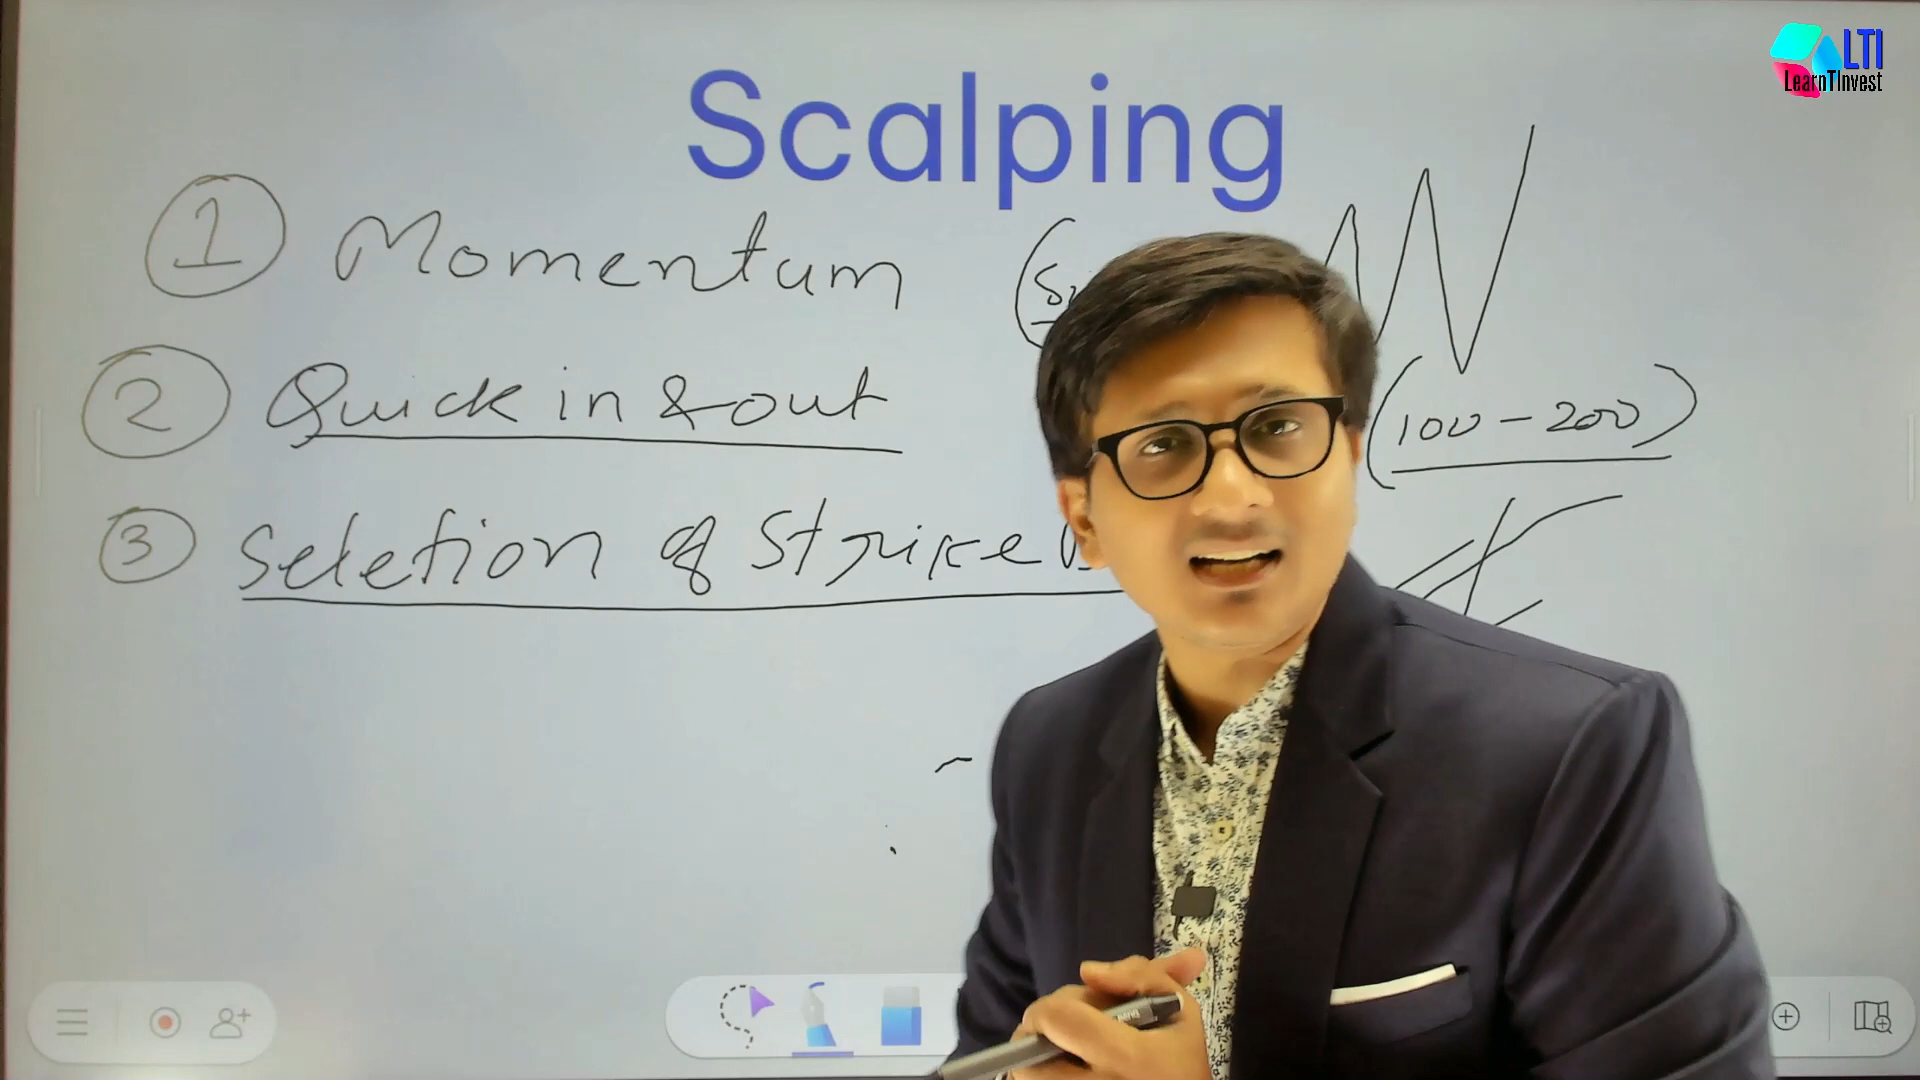 LTI
LearnTInvest
Scalping
1 Momentum
2 Quick in & out
(100-200)
3 Seletion of Strike